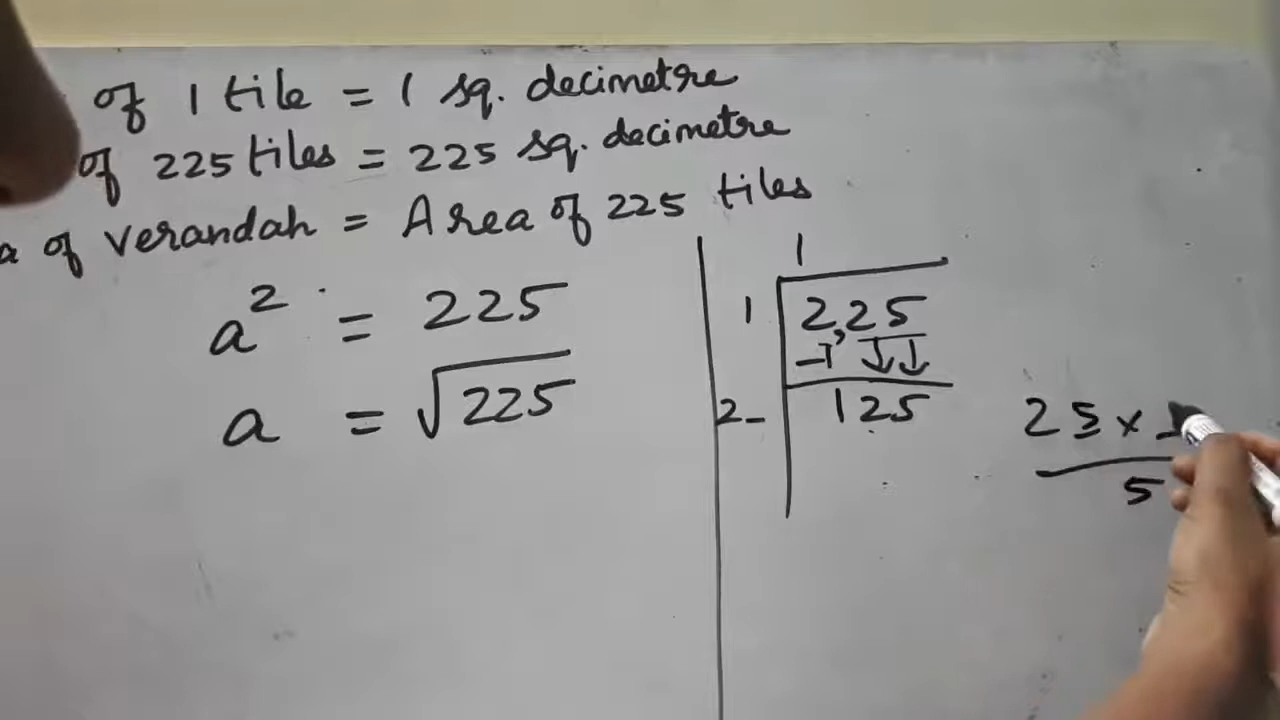 of 1 tile = 1 sq. decimetre
of 225 tiles = 225 sq. decimetre
a of verandah = Area of 225 tiles
a² = 225
a = √225
1
1 2,25
-1 ↓↓
2_ 125
25 ×
5